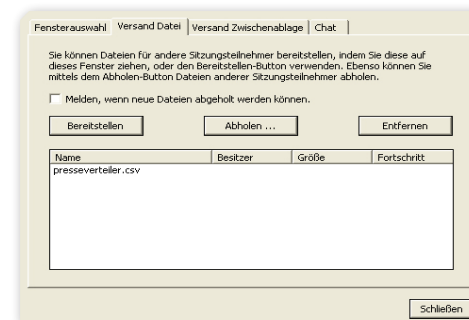 Fensterauswahl Versand Datei Versand Zwischenablage Chat
Sie können Dateien für andere Sitzungsteilnehmer bereitstellen, indem Sie diese auf
dieses Fenster ziehen, oder den Bereitstellen-Button verwenden. Ebenso können Sie
mittels dem Abholen-Button Dateien anderer Sitzungsteilnehmer abholen.
Melden, wenn neue Dateien abgeholt werden können.
Bereitstellen Abholen ... Entfernen
Name Besitzer Größe Fortschritt
presseverteiler.csv
Schließen